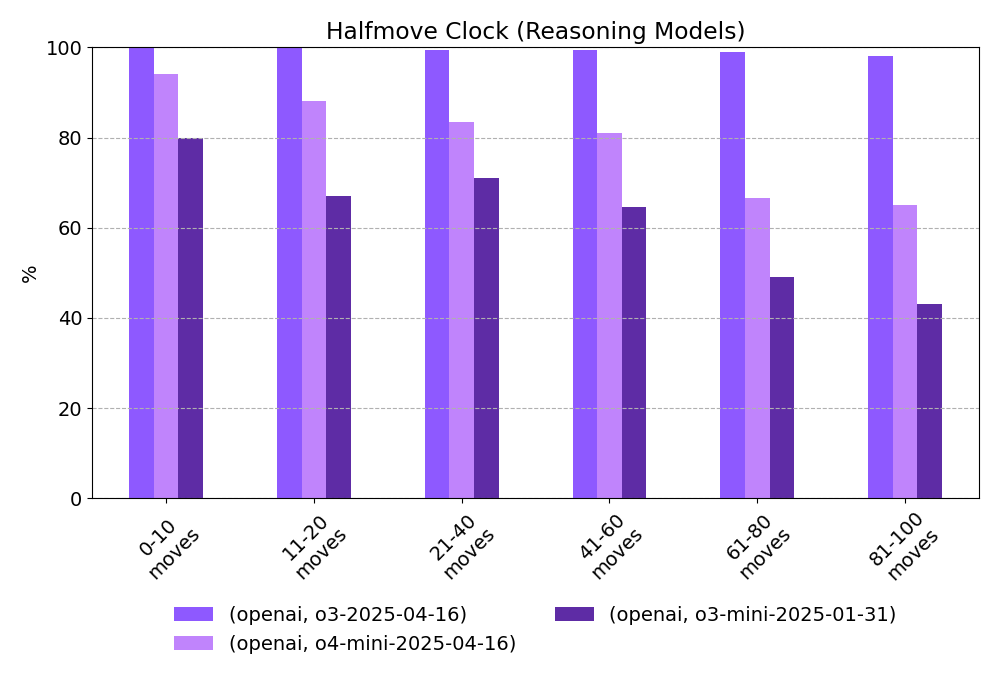 Halfmove Clock (Reasoning Models)
100
80
60
40
20
0
%
0-10
moves
11-20
moves
21-40
moves
41-60
moves
61-80
moves
81-100
moves
(openai, o3-2025-04-16)
(openai, o4-mini-2025-04-16)
(openai, o3-mini-2025-01-31)